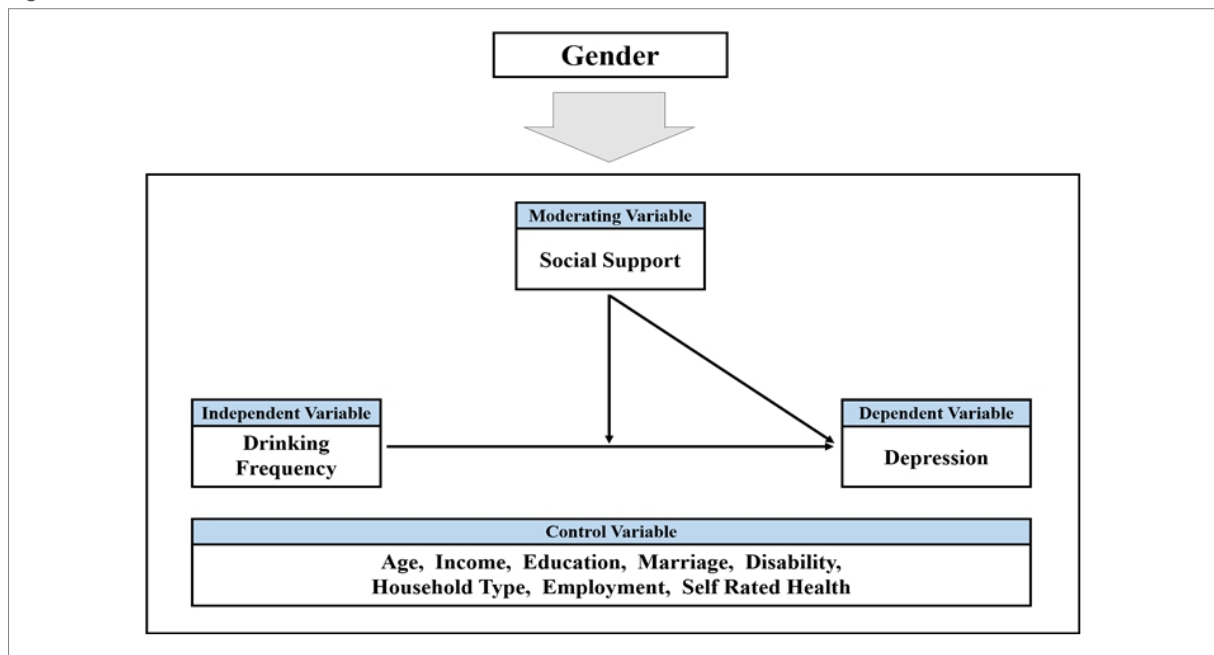 Gender
Moderating Variable
Social Support
Independent Variable
Drinking
Frequency
Dependent Variable
Depression
Control Variable
Age, Income, Education, Marriage, Disability,
Household Type, Employment, Self Rated Health